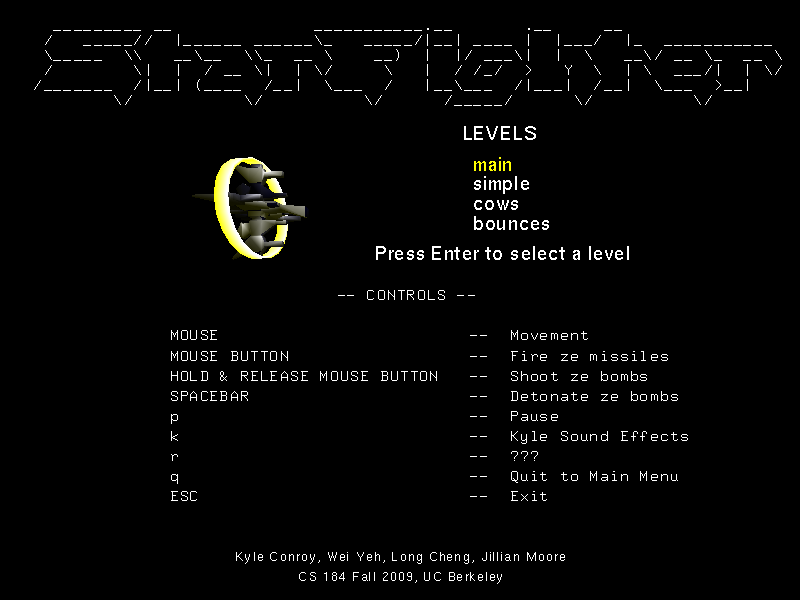 StarFighter
LEVELS
main
simple
cows
bounces
Press Enter to select a level
-- CONTROLS --
MOUSE -- Movement
MOUSE BUTTON -- Fire ze missiles
HOLD & RELEASE MOUSE BUTTON -- Shoot ze bombs
SPACEBAR -- Detonate ze bombs
p -- Pause
k -- Kyle Sound Effects
r -- ???
q -- Quit to Main Menu
ESC -- Exit
Kyle Conroy, Wei Yeh, Long Cheng, Jillian Moore
CS 184 Fall 2009, UC Berkeley